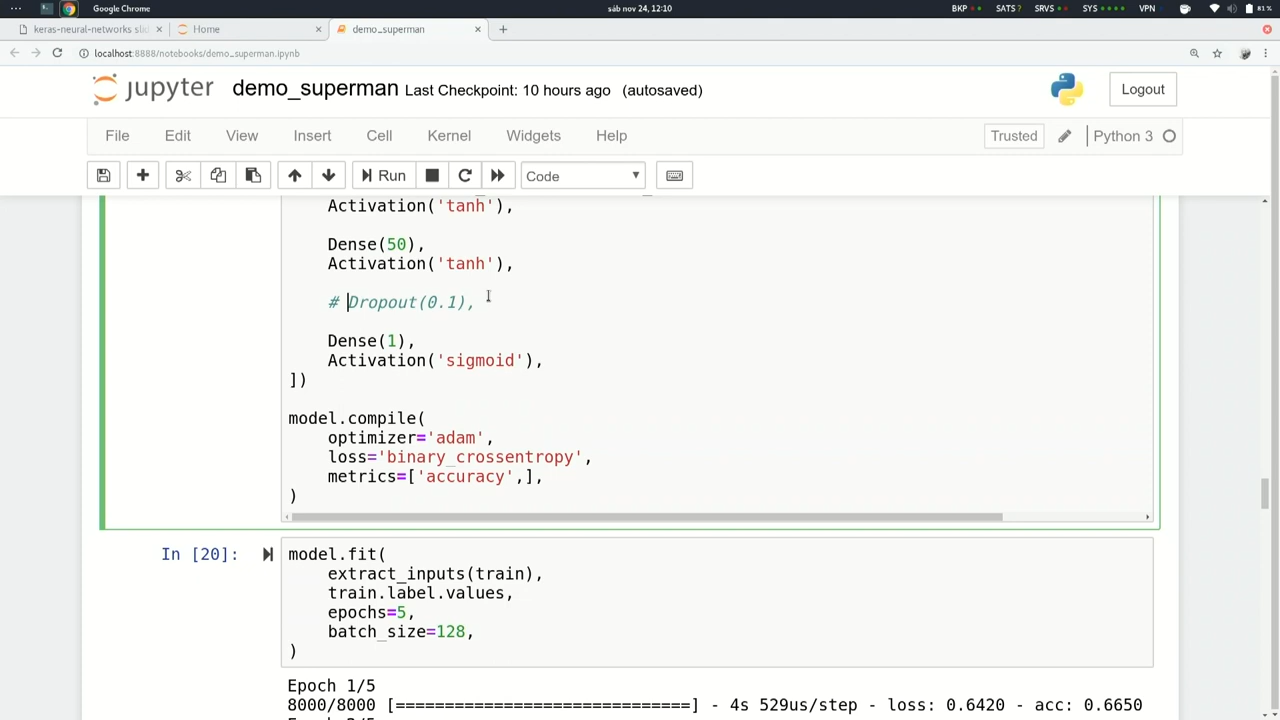 Google Chrome
sáb nov 24, 12:10
BKP
SATS?
SRVS
SYS
VPN
81 %
keras-neural-networks sli
Home
demo_superman
localhost:8888/notebooks/demo_superman.ipynb
jupyter demo_superman Last Checkpoint: 10 hours ago (autosaved)
Logout
File Edit View Insert Cell Kernel Widgets Help
Trusted
Python 3
Run
Code
Activation('tanh'),
Dense(50),
Activation('tanh'),
# Dropout(0.1),
Dense(1),
Activation('sigmoid'),
])
model.compile(
optimizer='adam',
loss='binary_crossentropy',
metrics=['accuracy',],
)
In [20]:
model.fit(
extract_inputs(train),
train.label.values,
epochs=5,
batch_size=128,
)
Epoch 1/5
8000/8000 [==============================] - 4s 529us/step - loss: 0.6420 - acc: 0.6650